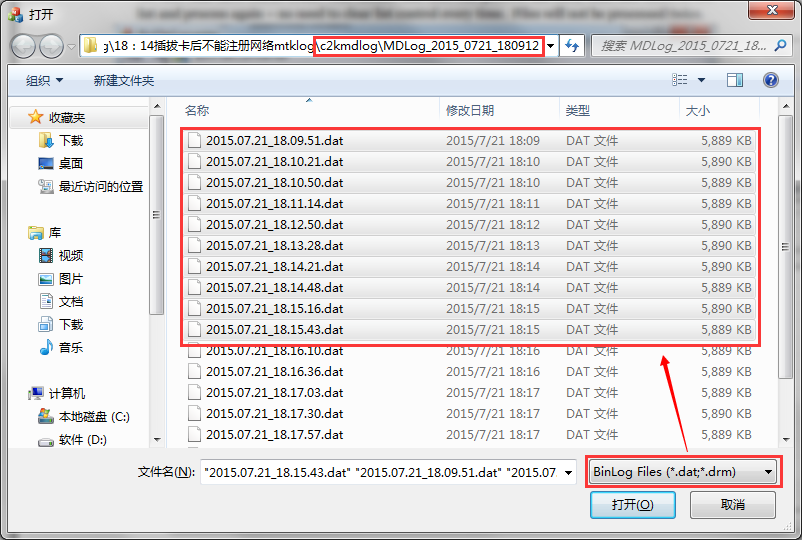 打开
g\18：14插拔卡后不能注册网络mtklog\c2kmdlog\MDLog_2015_0721_180912
搜索 MDLog_2015_0721_18...
组织
新建文件夹
名称 修改日期 类型 大小
收藏夹
下载
桌面
最近访问的位置
库
视频
图片
文档
下载
音乐
计算机
本地磁盘 (C:)
软件 (D:)
2015.07.21_18.09.51.dat 2015/7/21 18:09 DAT 文件 5,889 KB
2015.07.21_18.10.21.dat 2015/7/21 18:10 DAT 文件 5,889 KB
2015.07.21_18.10.50.dat 2015/7/21 18:10 DAT 文件 5,890 KB
2015.07.21_18.11.14.dat 2015/7/21 18:11 DAT 文件 5,889 KB
2015.07.21_18.12.50.dat 2015/7/21 18:12 DAT 文件 5,890 KB
2015.07.21_18.13.28.dat 2015/7/21 18:13 DAT 文件 5,890 KB
2015.07.21_18.14.21.dat 2015/7/21 18:14 DAT 文件 5,890 KB
2015.07.21_18.14.48.dat 2015/7/21 18:14 DAT 文件 5,889 KB
2015.07.21_18.15.16.dat 2015/7/21 18:15 DAT 文件 5,890 KB
2015.07.21_18.15.43.dat 2015/7/21 18:15 DAT 文件 5,889 KB
2015.07.21_18.16.10.dat 2015/7/21 18:16 DAT 文件 5,889 KB
2015.07.21_18.16.36.dat 2015/7/21 18:16 DAT 文件 5,889 KB
2015.07.21_18.17.03.dat 2015/7/21 18:17 DAT 文件 5,889 KB
2015.07.21_18.17.30.dat 2015/7/21 18:17 DAT 文件 5,890 KB
2015.07.21_18.17.57.dat 2015/7/21 18:17 DAT 文件 5,889 KB
文件名(N): "2015.07.21_18.15.43.dat" "2015.07.21_18.09.51.dat" "2015.07.
BinLog Files (*.dat;*.drm)
打开(O)
取消